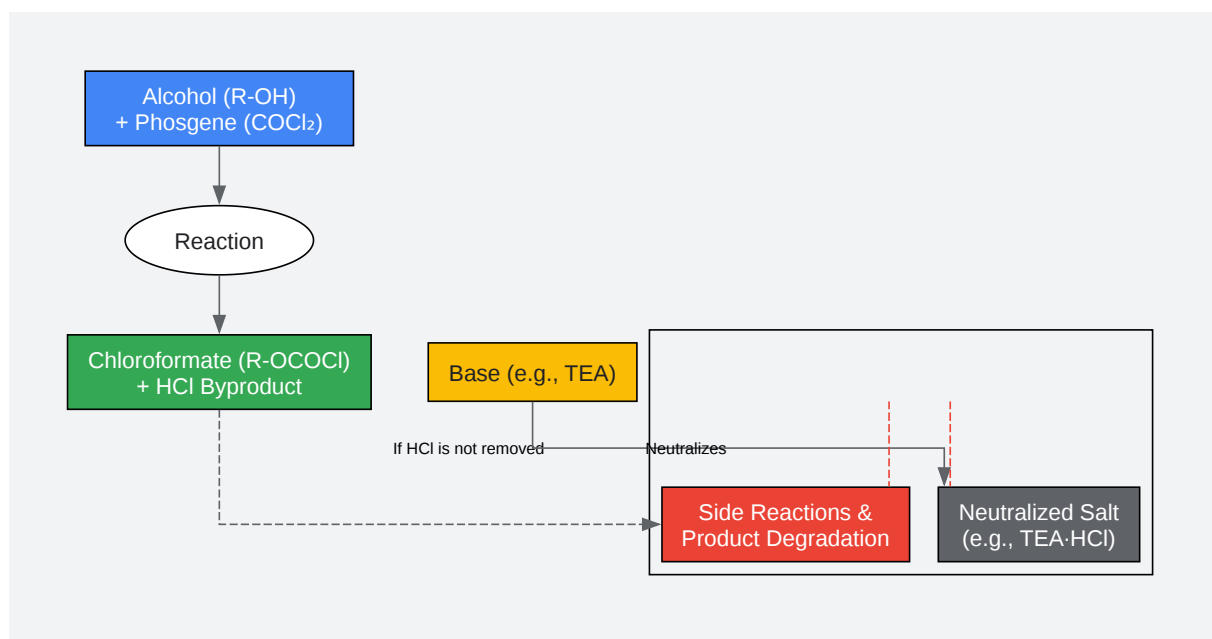 Alcohol (R-OH)
+ Phosgene (COCl₂)
Reaction
Chloroformate (R-OCOCl)
+ HCl Byproduct
Base (e.g., TEA)
If HCl is not removed
Neutralizes
Side Reactions &
Product Degradation
Neutralized Salt
(e.g., TEA·HCl)